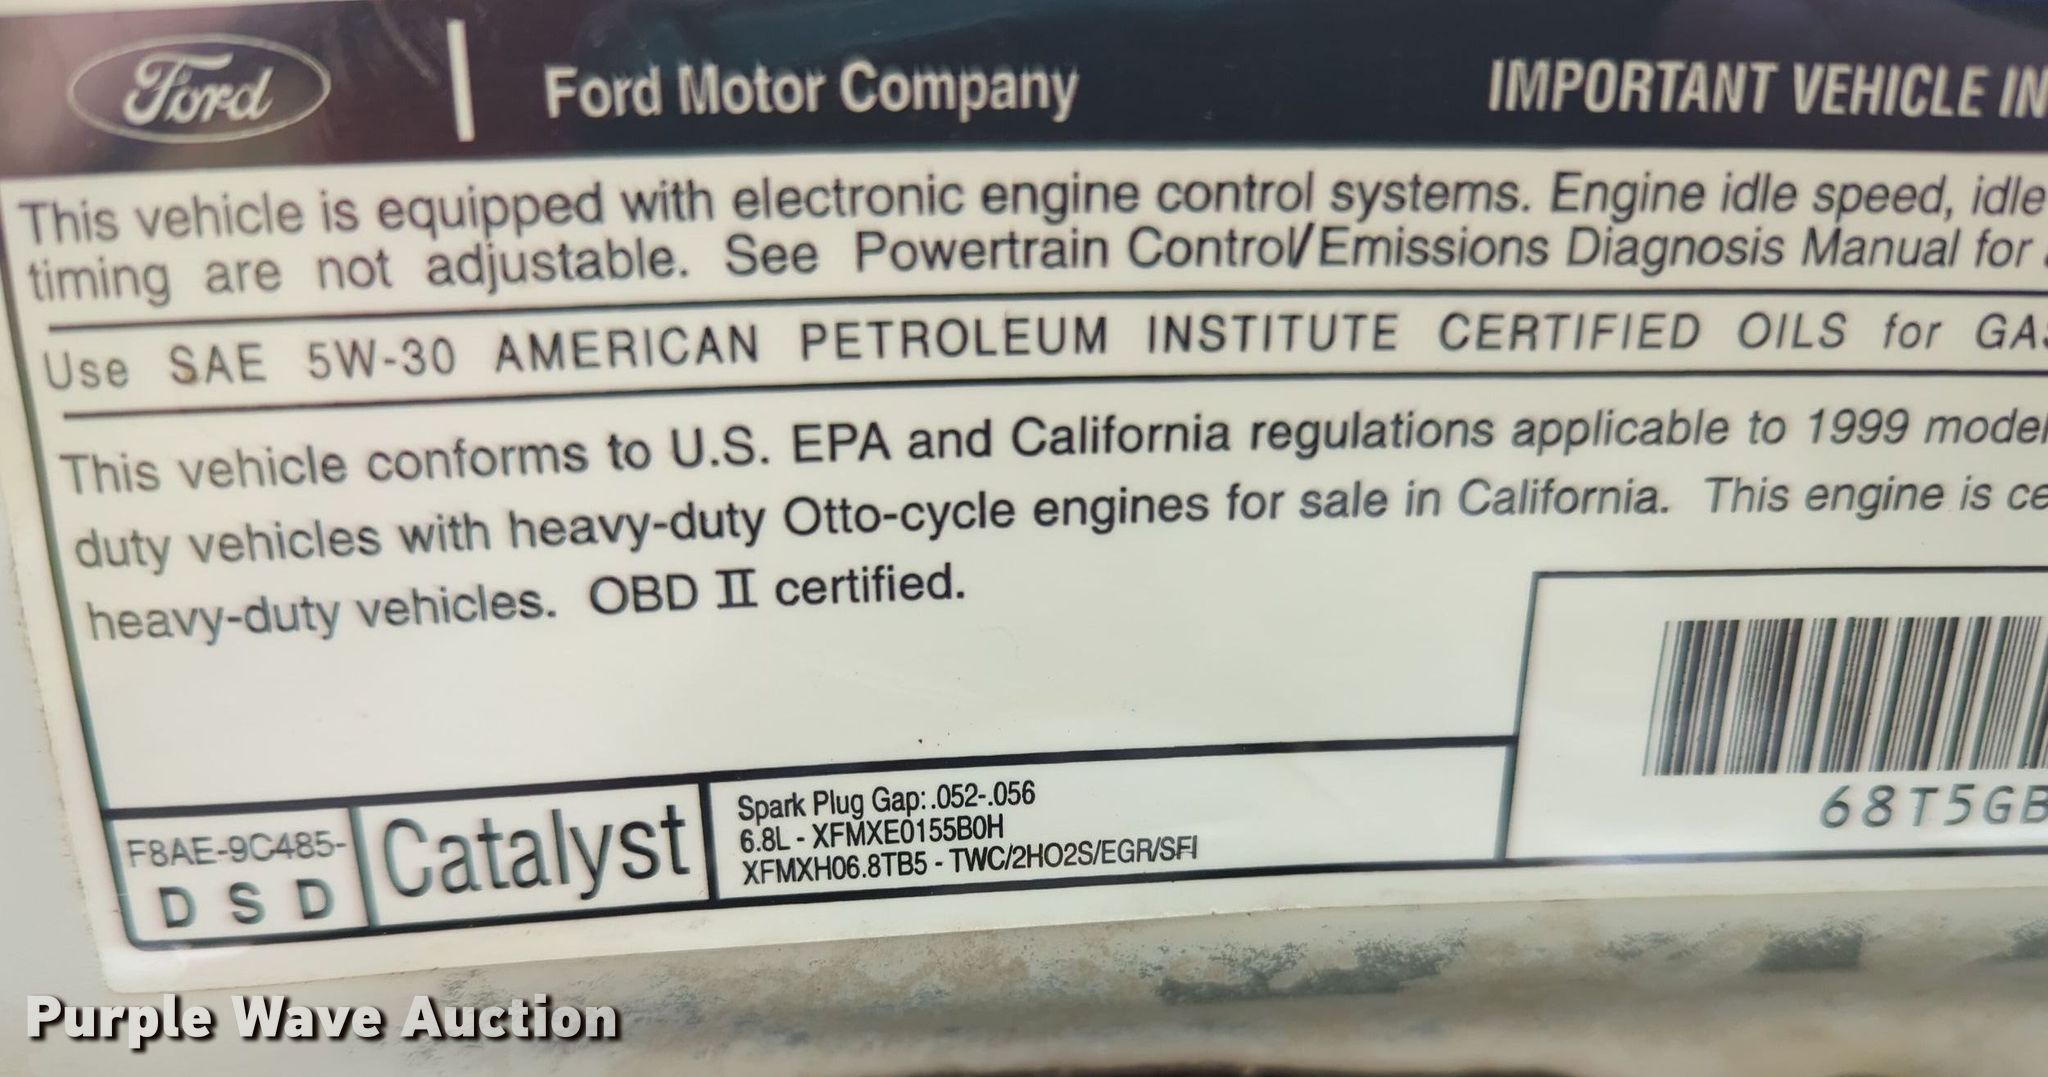 Ford | Ford Motor Company IMPORTANT VEHICLE IN
This vehicle is equipped with electronic engine control systems. Engine idle speed, idle
timing are not adjustable. See Powertrain Control/Emissions Diagnosis Manual for
Use SAE 5W-30 AMERICAN PETROLEUM INSTITUTE CERTIFIED OILS for GAS
This vehicle conforms to U.S. EPA and California regulations applicable to 1999 model
duty vehicles with heavy-duty Otto-cycle engines for sale in California. This engine is ce
heavy-duty vehicles. OBD II certified.
68T5GB
F8AE-9C485-
D S D
Catalyst
Spark Plug Gap: .052-.056
6.8L - XFMXE0155B0H
XFMXH06.8TB5 - TWC/2HO2S/EGR/SFI
Purple Wave Auction